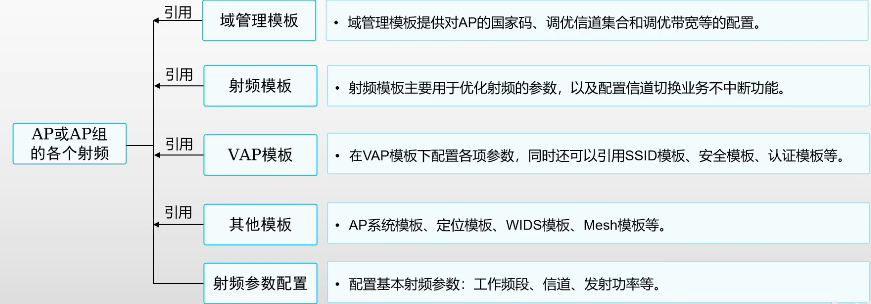 引用
域管理模板
• 域管理模板提供对AP的国家码、调优信道集合和调优带宽等的配置。
引用
射频模板
• 射频模板主要用于优化射频的参数，以及配置信道切换业务不中断功能。
AP或AP组
的各个射频
引用
VAP模板
• 在VAP模板下配置各项参数，同时还可以引用SSID模板、安全模板、认证模板等。
引用
其他模板
• AP系统模板、定位模板、WIDS模板、Mesh模板等。
射频参数配置
• 配置基本射频参数：工作频段、信道、发射功率等。